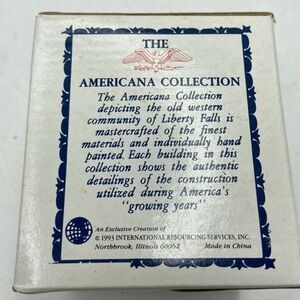 THE
AMERICANA COLLECTION
The Americana Collection
depicting the old western
community of Liberty Falls is
mastercrafted of the finest
materials and individually hand
painted. Each building in this
collection shows the authentic
detailings of the construction
utilized during America's
"growing years"
An Exclusive Creation of
© 1993 INTERNATIONAL RESOURCING SERVICES, INC.
Northbrook, Illinois 60062 Made in China